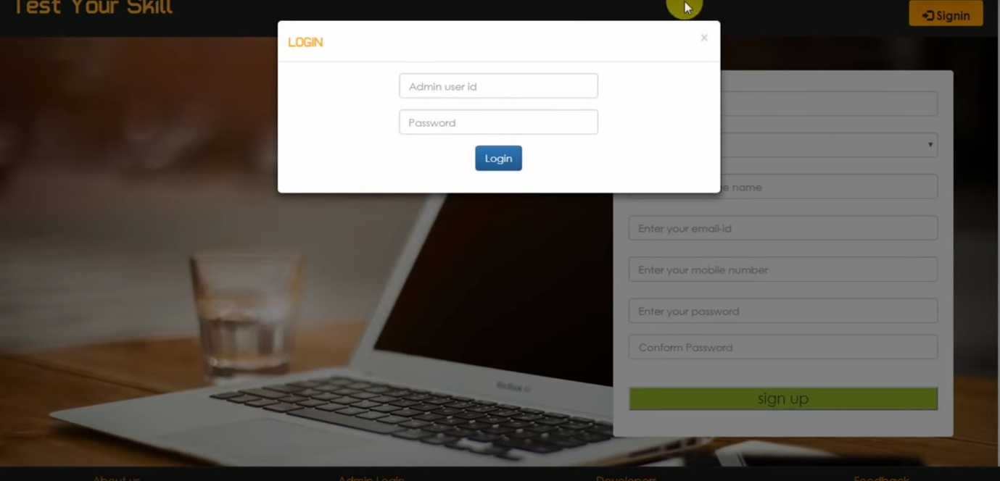 Test Your Skill
Signin
LOGIN
×
Admin user id
Password
Login
e name
Enter your email-id
Enter your mobile number
Enter your password
Conform Password
sign up
About us
Admin Login
Developers
Feedback